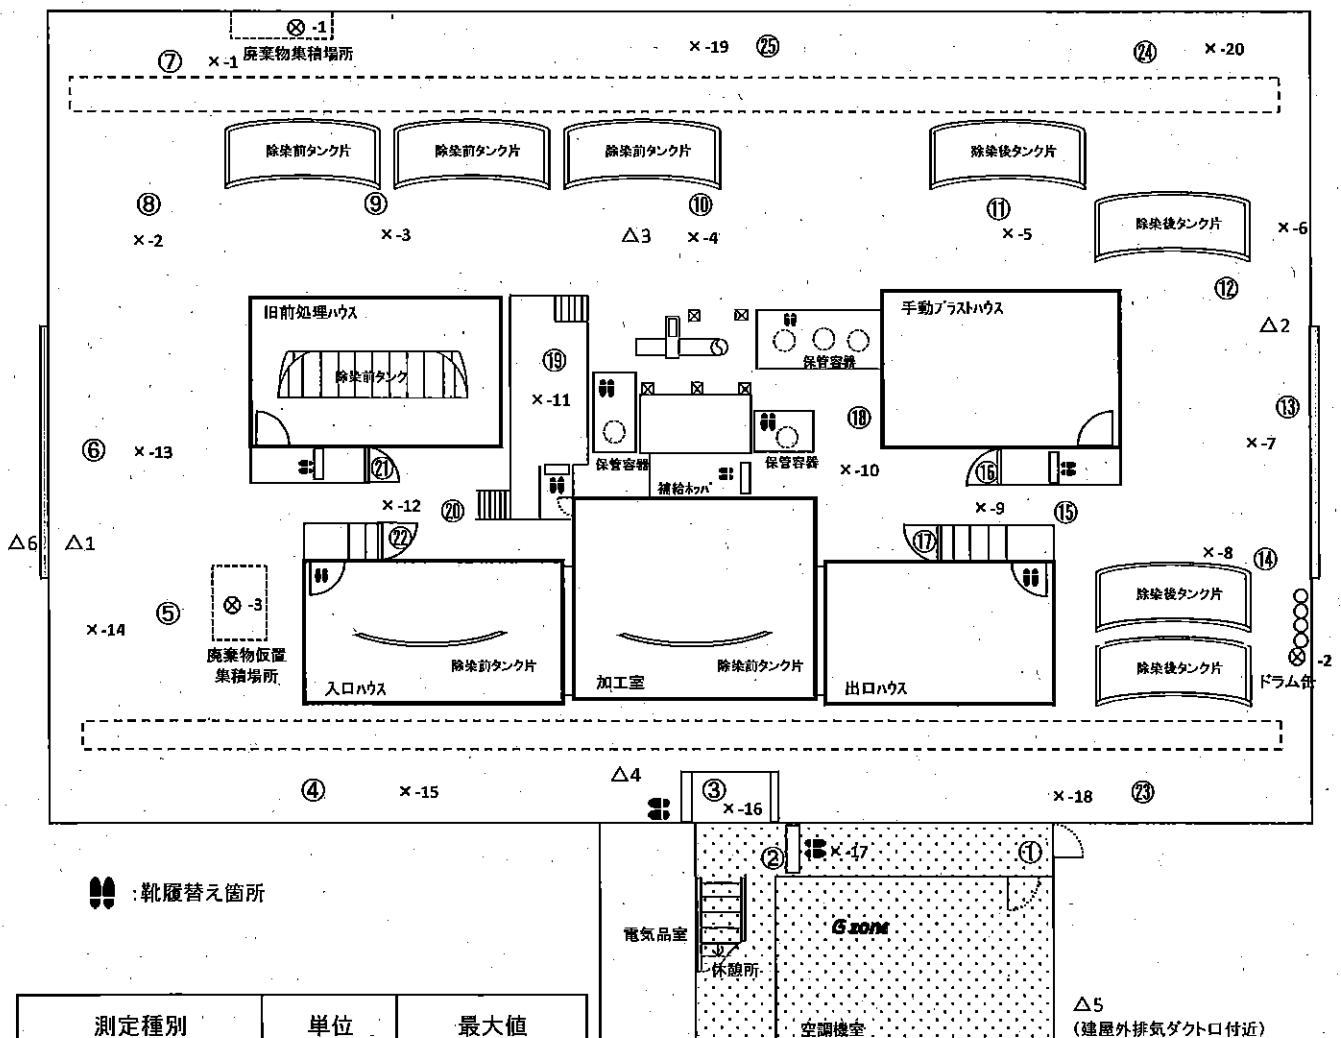 ⊗ -1
廃棄物集積場所
⑦ × -1
× -19 ㉕
㉔ × -20
除染前タンク片
除染前タンク片
除染前タンク片
除染後タンク片
⑧
⑨
⑩
⑪
除染後タンク片
× -6
× -2
× -3
△3
× -4
× -5
⑫
旧前処理ハウス
手動ブラストハウス
△2
⑲
保管容器
除染前タンク
× -11
⑬
⑱
× -7
⑥
× -13
㉑
保管容器
保管容器
× -10
⑯
補給ホッパ
× -12
⑳
× -9
⑮
△6
△1
㉒
⑰
× -8
⑭
除染後タンク片
⑤
⊗ -3
× -14
廃棄物仮置
集積場所
除染前タンク片
除染前タンク片
除染後タンク片
⊗ -2
ドラム缶
入口ハウス
加工室
出口ハウス
△4
④
× -15
③
× -16
× -18
㉓
②
× -17
①
:靴履替え箇所
電気品室
G zone
休憩所
空調機室
△5
(建屋外排気ダクト口付近)
測定種別 単位 最大値